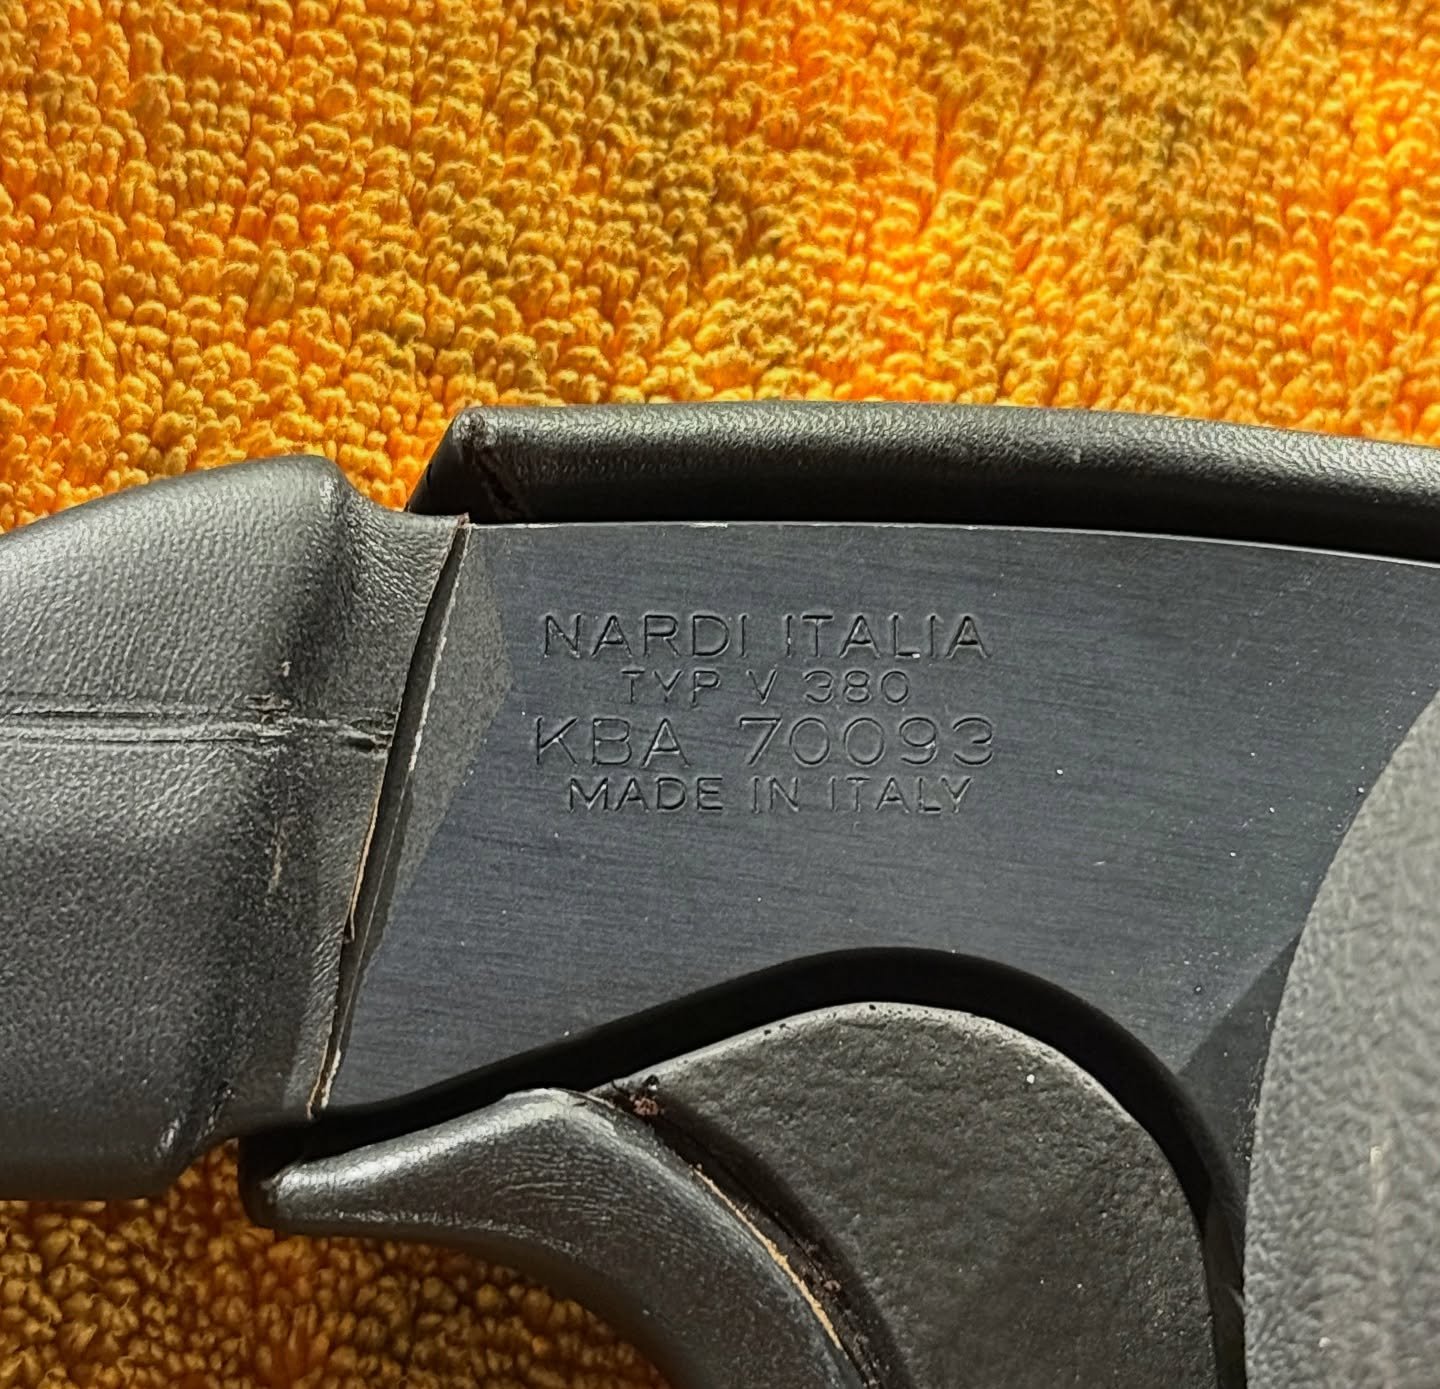 NARDI ITALIA
TYP V 380
KBA 70093
MADE IN ITALY